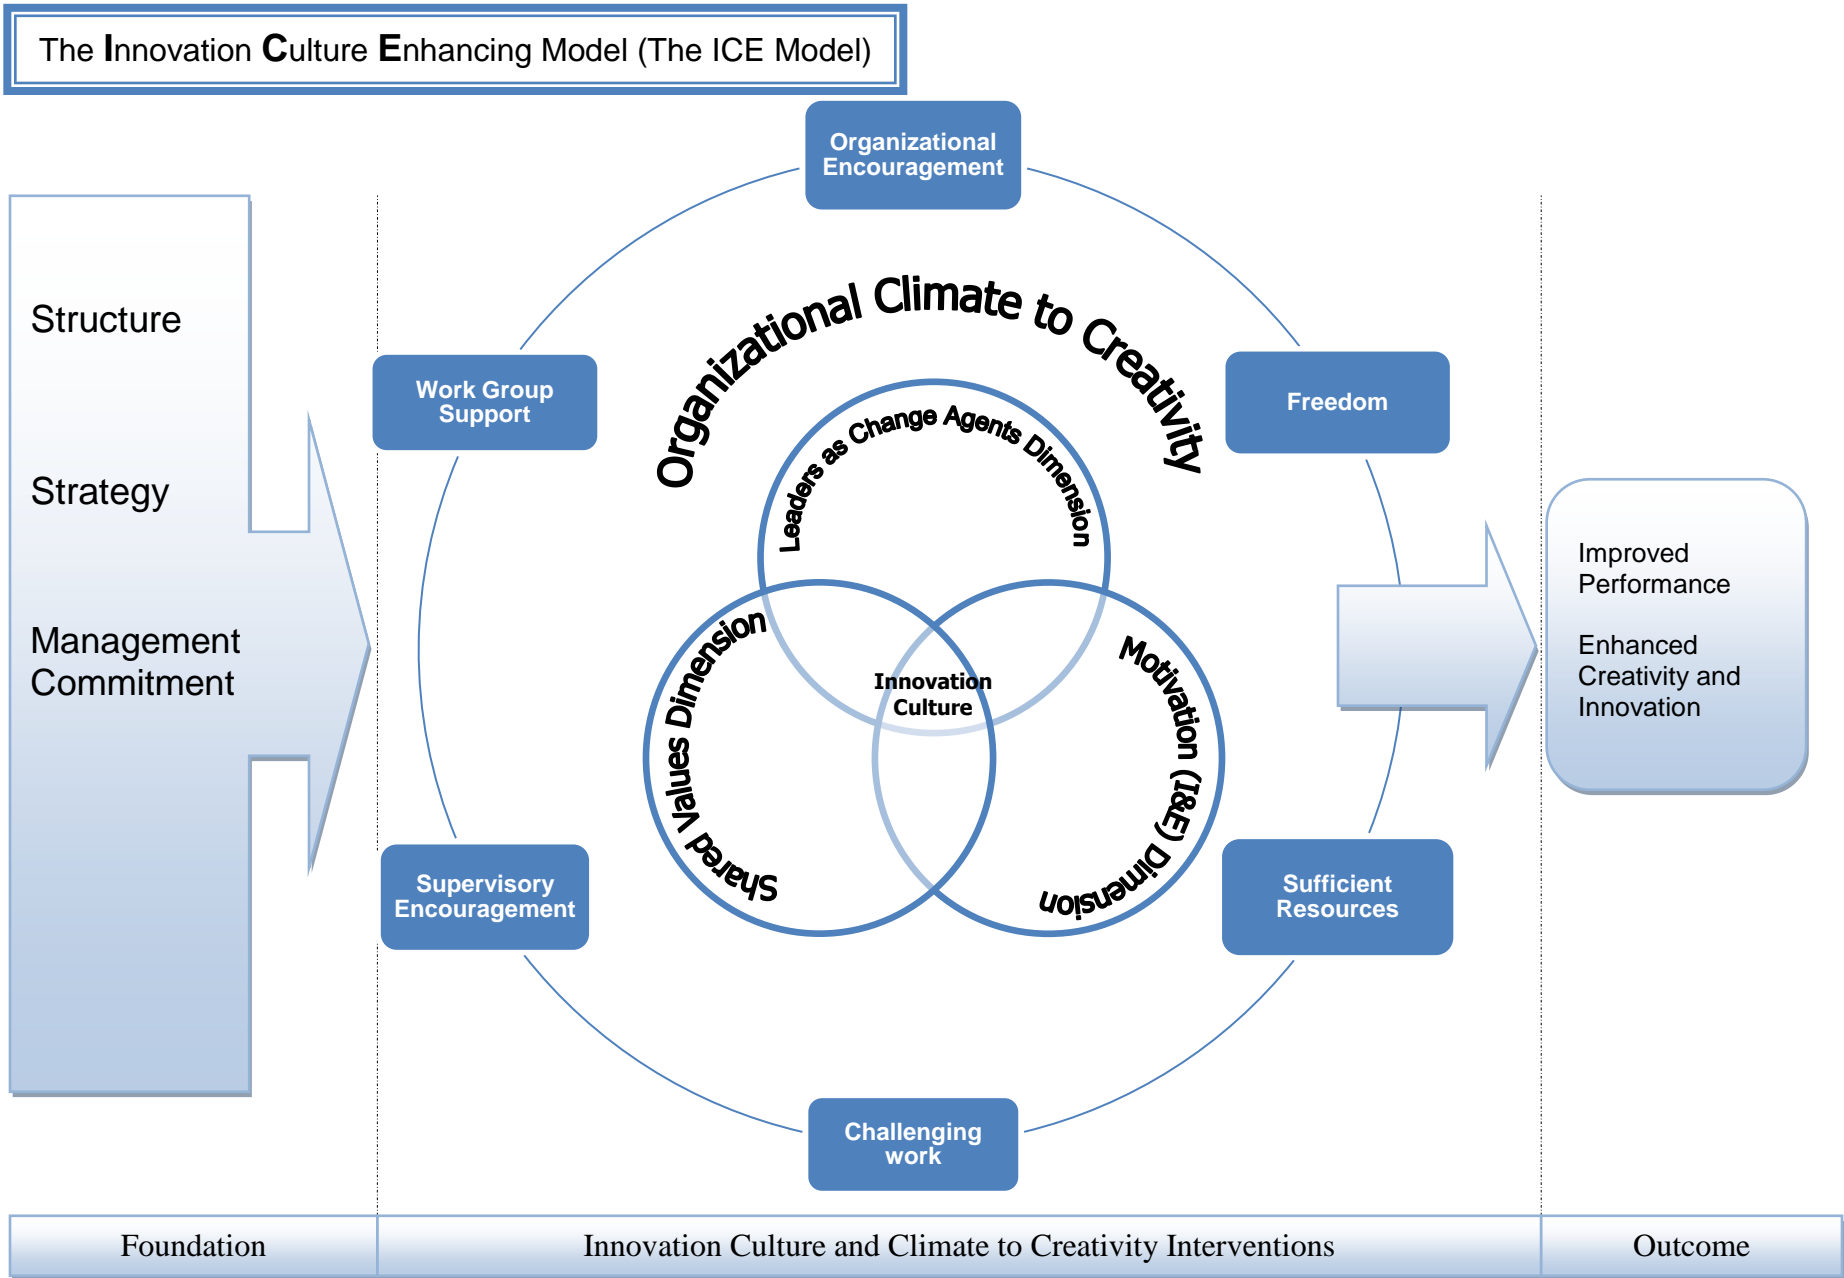 The Innovation Culture Enhancing Model (The ICE Model)
Organizational
Encouragement
Structure
Strategy
Management
Commitment
Work Group
Support
Organizational Climate to Creativity
Freedom
Leaders as Change Agents Dimension
Shared Values Dimension
Motivation (I&E) Dimension
Innovation
Culture
Improved
Performance
Enhanced
Creativity and
Innovation
Supervisory
Encouragement
Sufficient
Resources
Challenging
work
Foundation
Innovation Culture and Climate to Creativity Interventions
Outcome